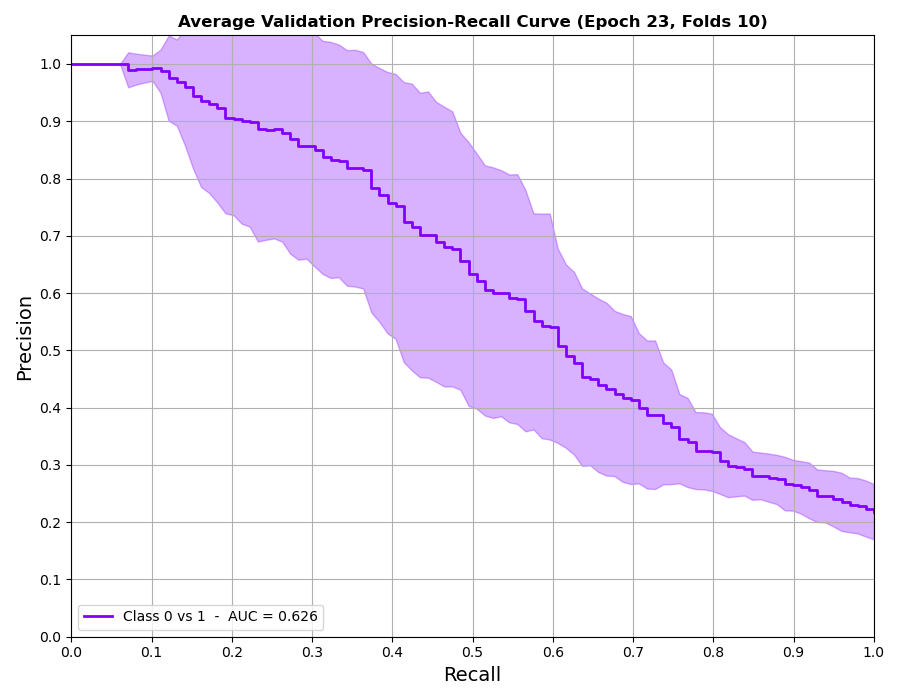 Average Validation Precision-Recall Curve (Epoch 23, Folds 10)
Precision
1.0
0.9
0.8
0.7
0.6
0.5
0.4
0.3
0.2
0.1
0.0
Class 0 vs 1 - AUC = 0.626
0.0 0.1 0.2 0.3 0.4 0.5 0.6 0.7 0.8 0.9 1.0
Recall